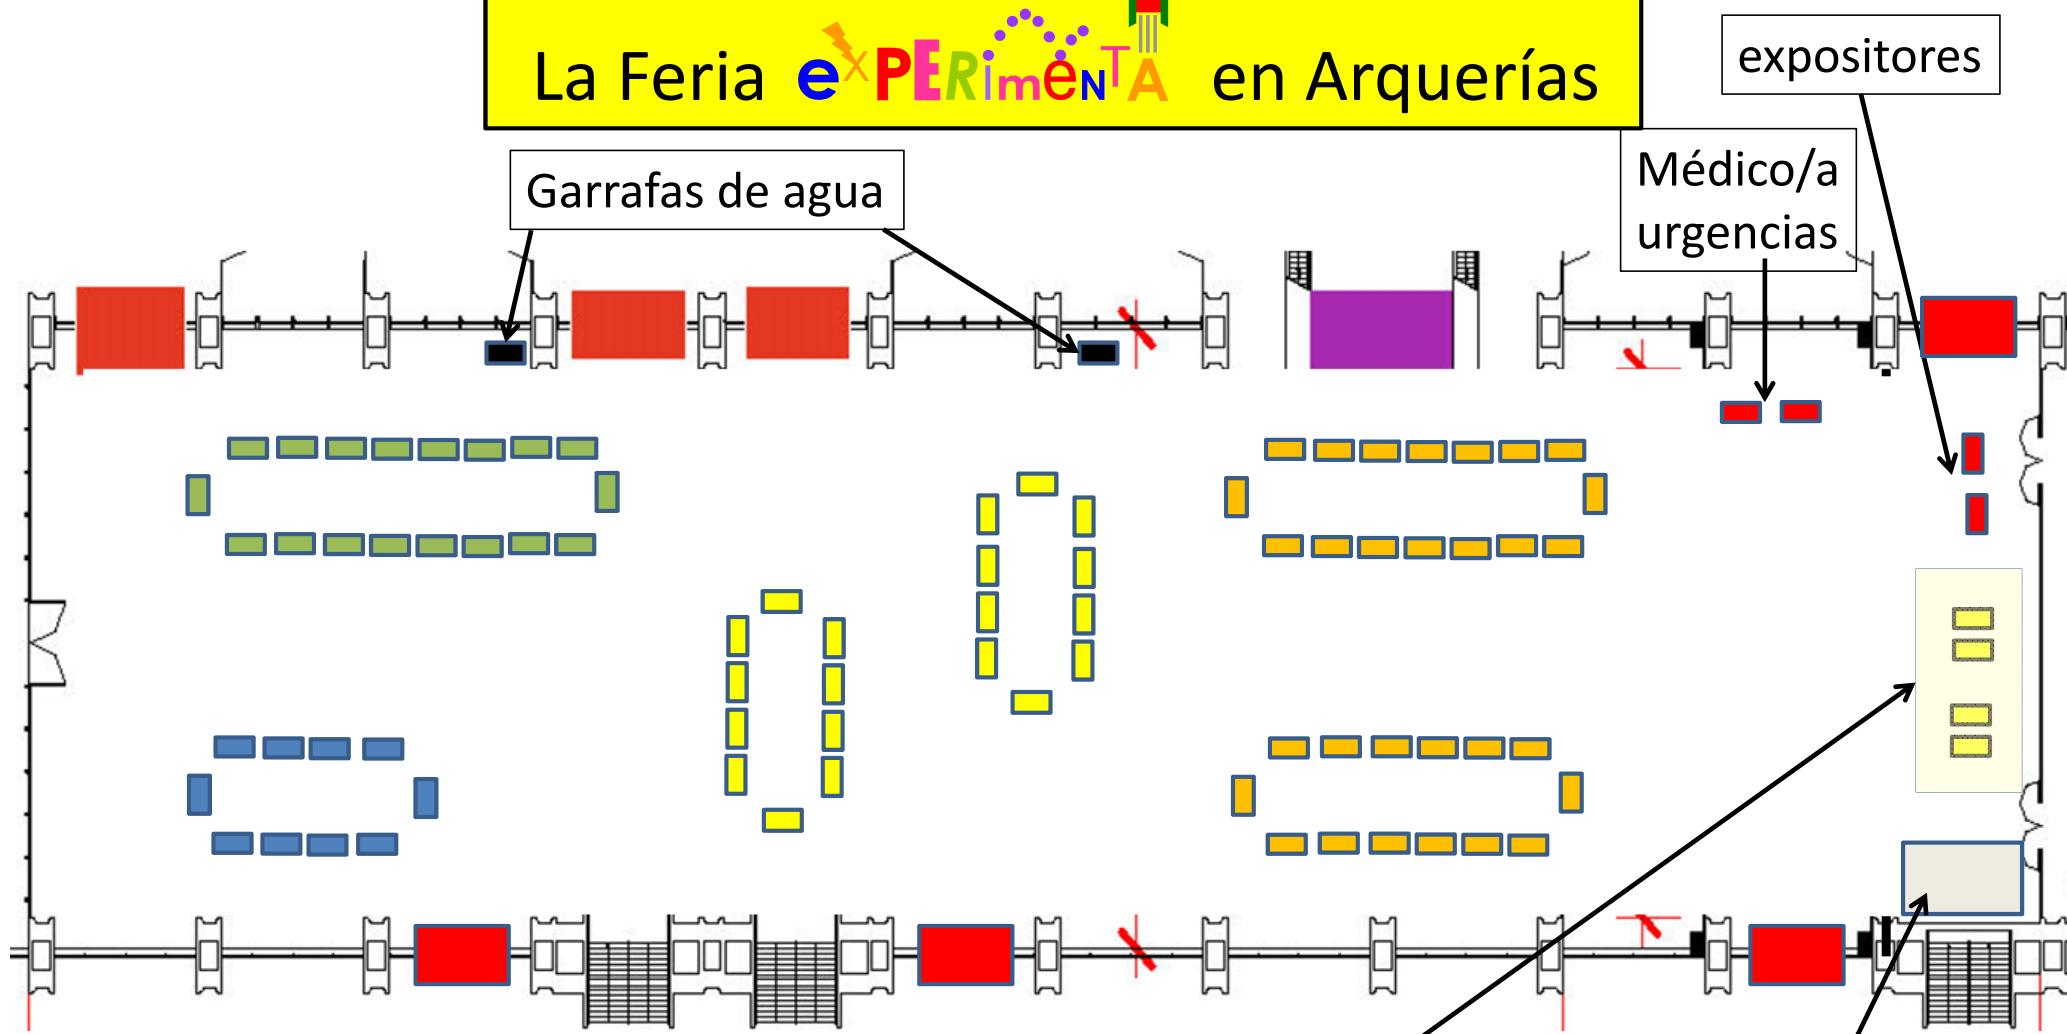 La Feria exPERimeNTA en Arquerías
expositores
Médico/a
urgencias
Garrafas de agua